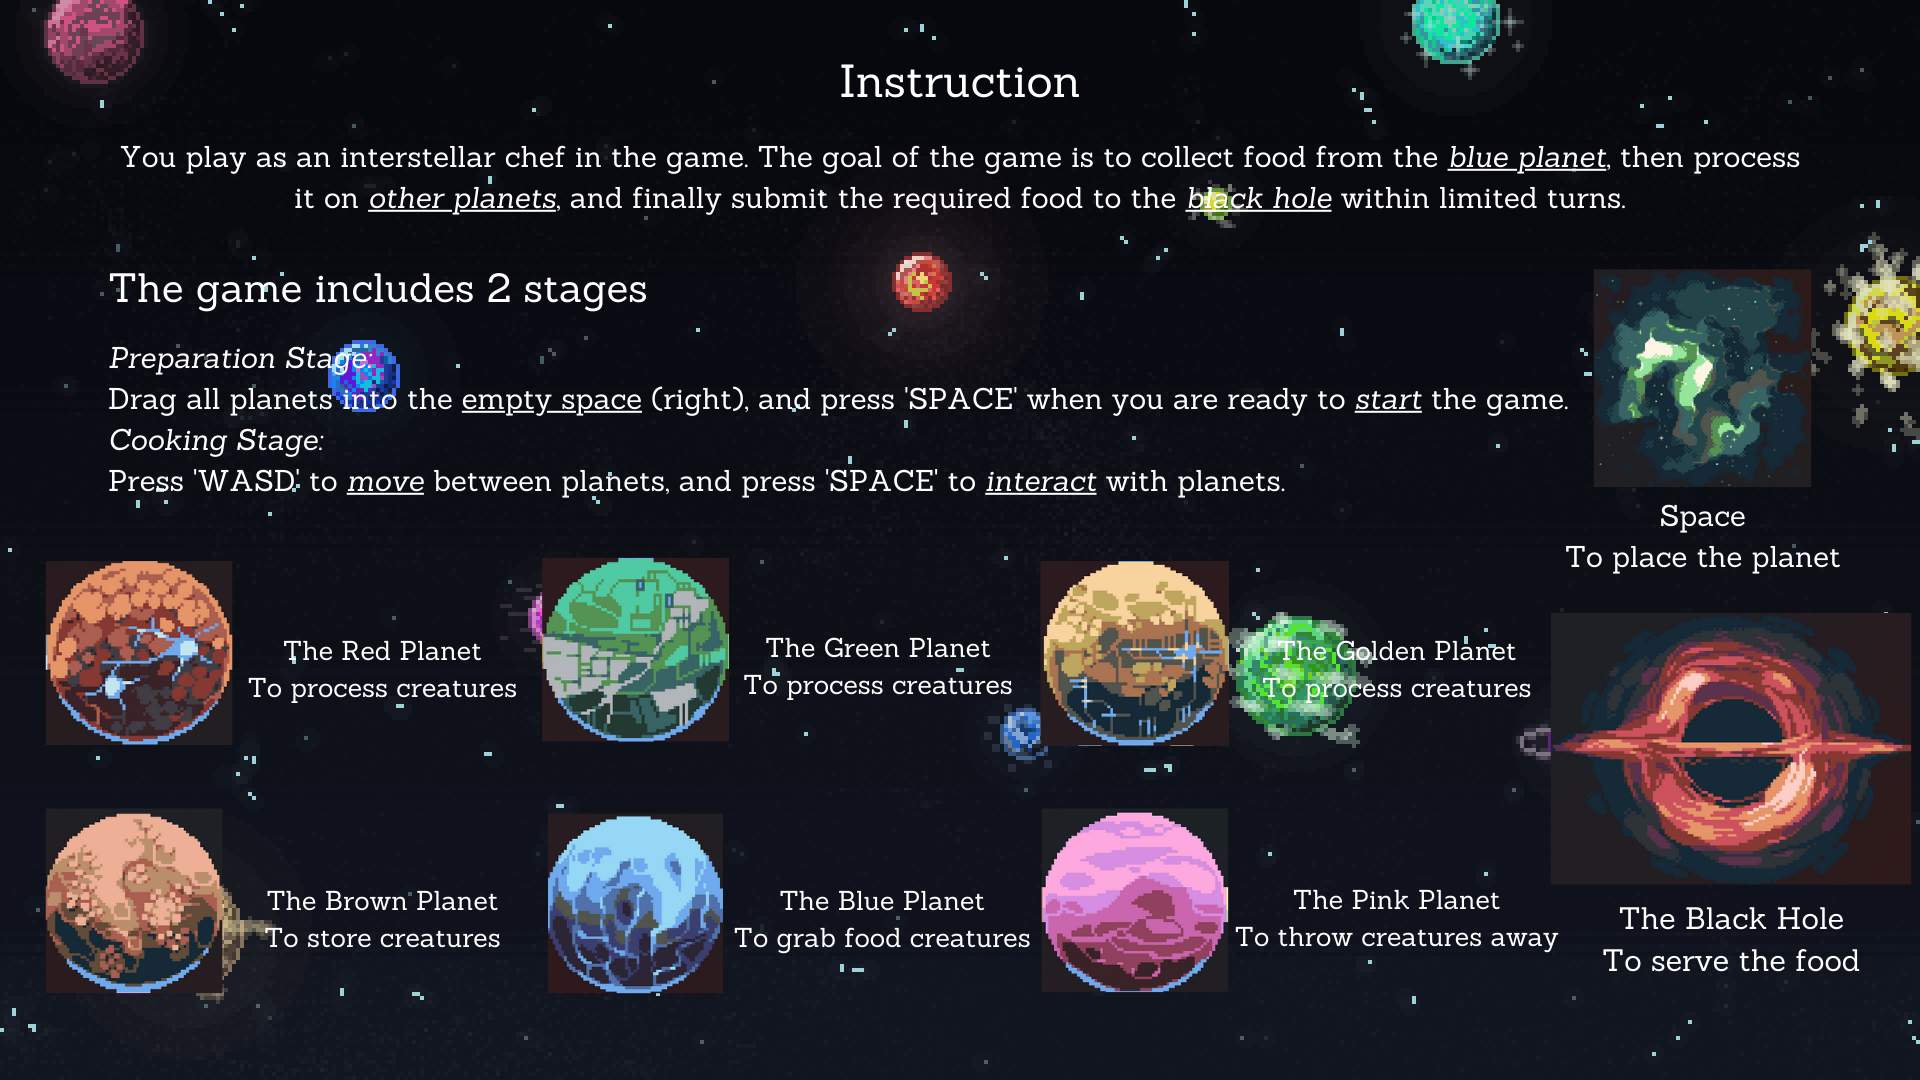 Instruction
You play as an interstellar chef in the game. The goal of the game is to collect food from the blue planet, then process
it on other planets, and finally submit the required food to the black hole within limited turns.
The game includes 2 stages
Preparation Stage:
Drag all planets into the empty space (right), and press 'SPACE' when you are ready to start the game.
Cooking Stage:
Press 'WASD' to move between planets, and press 'SPACE' to interact with planets.
Space
To place the planet
The Red Planet
To process creatures
The Green Planet
To process creatures
The Golden Planet
To process creatures
The Brown Planet
To store creatures
The Blue Planet
To grab food creatures
The Pink Planet
To throw creatures away
The Black Hole
To serve the food